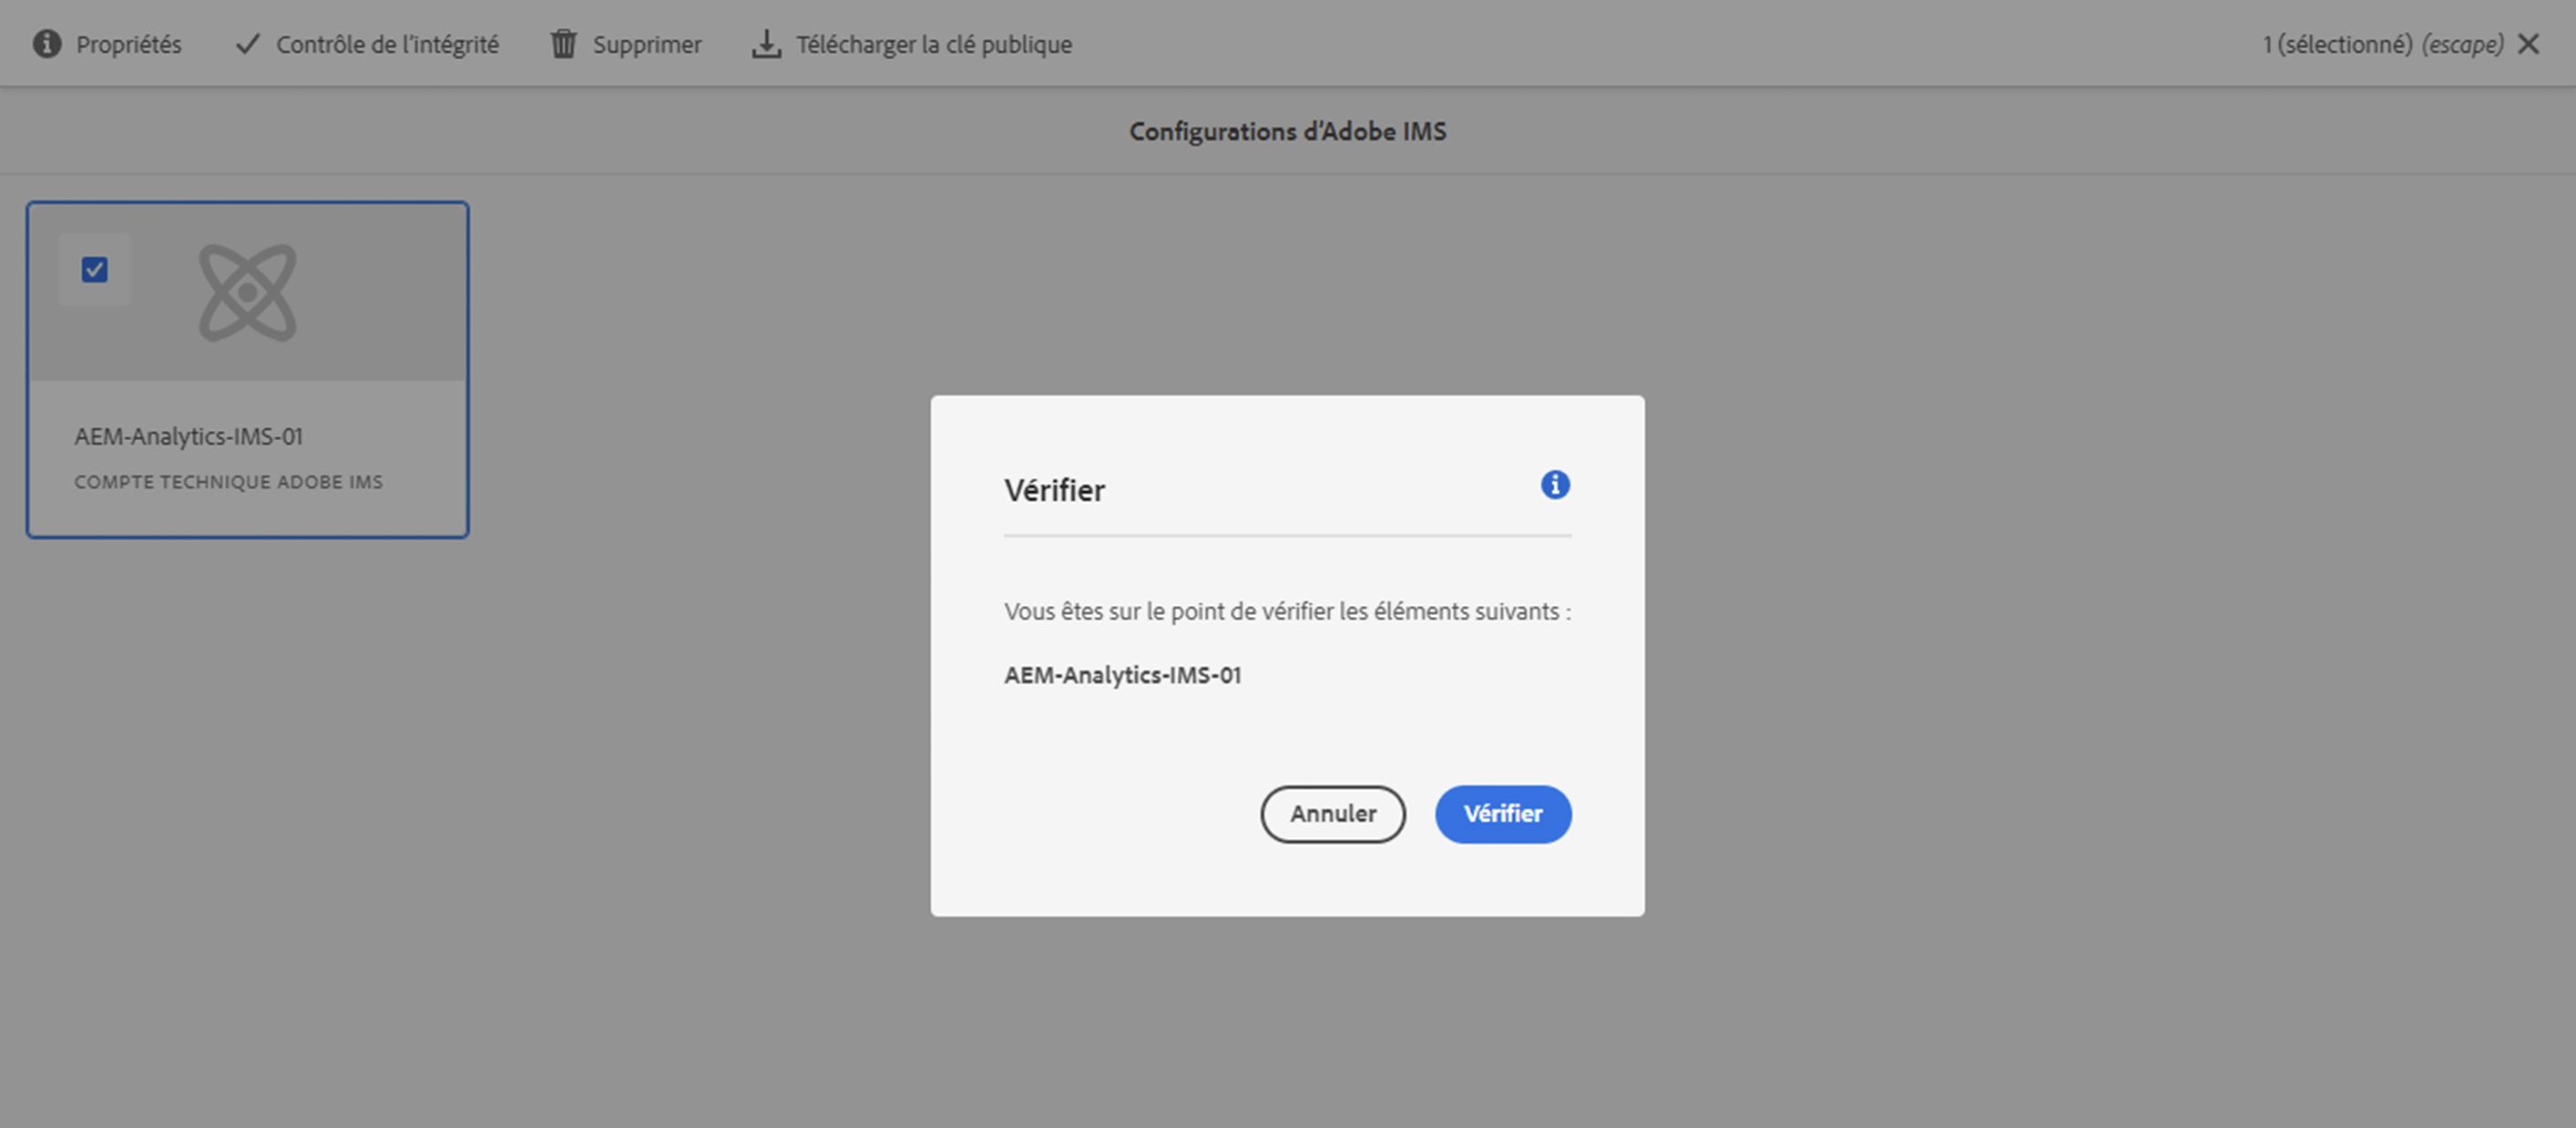 Propriétés
Contrôle de l’intégrité
Supprimer
Télécharger la clé publique
1 (sélectionné) (escape)
Configurations d’Adobe IMS
AEM-Analytics-IMS-01
COMPTE TECHNIQUE ADOBE IMS
Vérifier
Vous êtes sur le point de vérifier les éléments suivants :
AEM-Analytics-IMS-01
Annuler
Vérifier